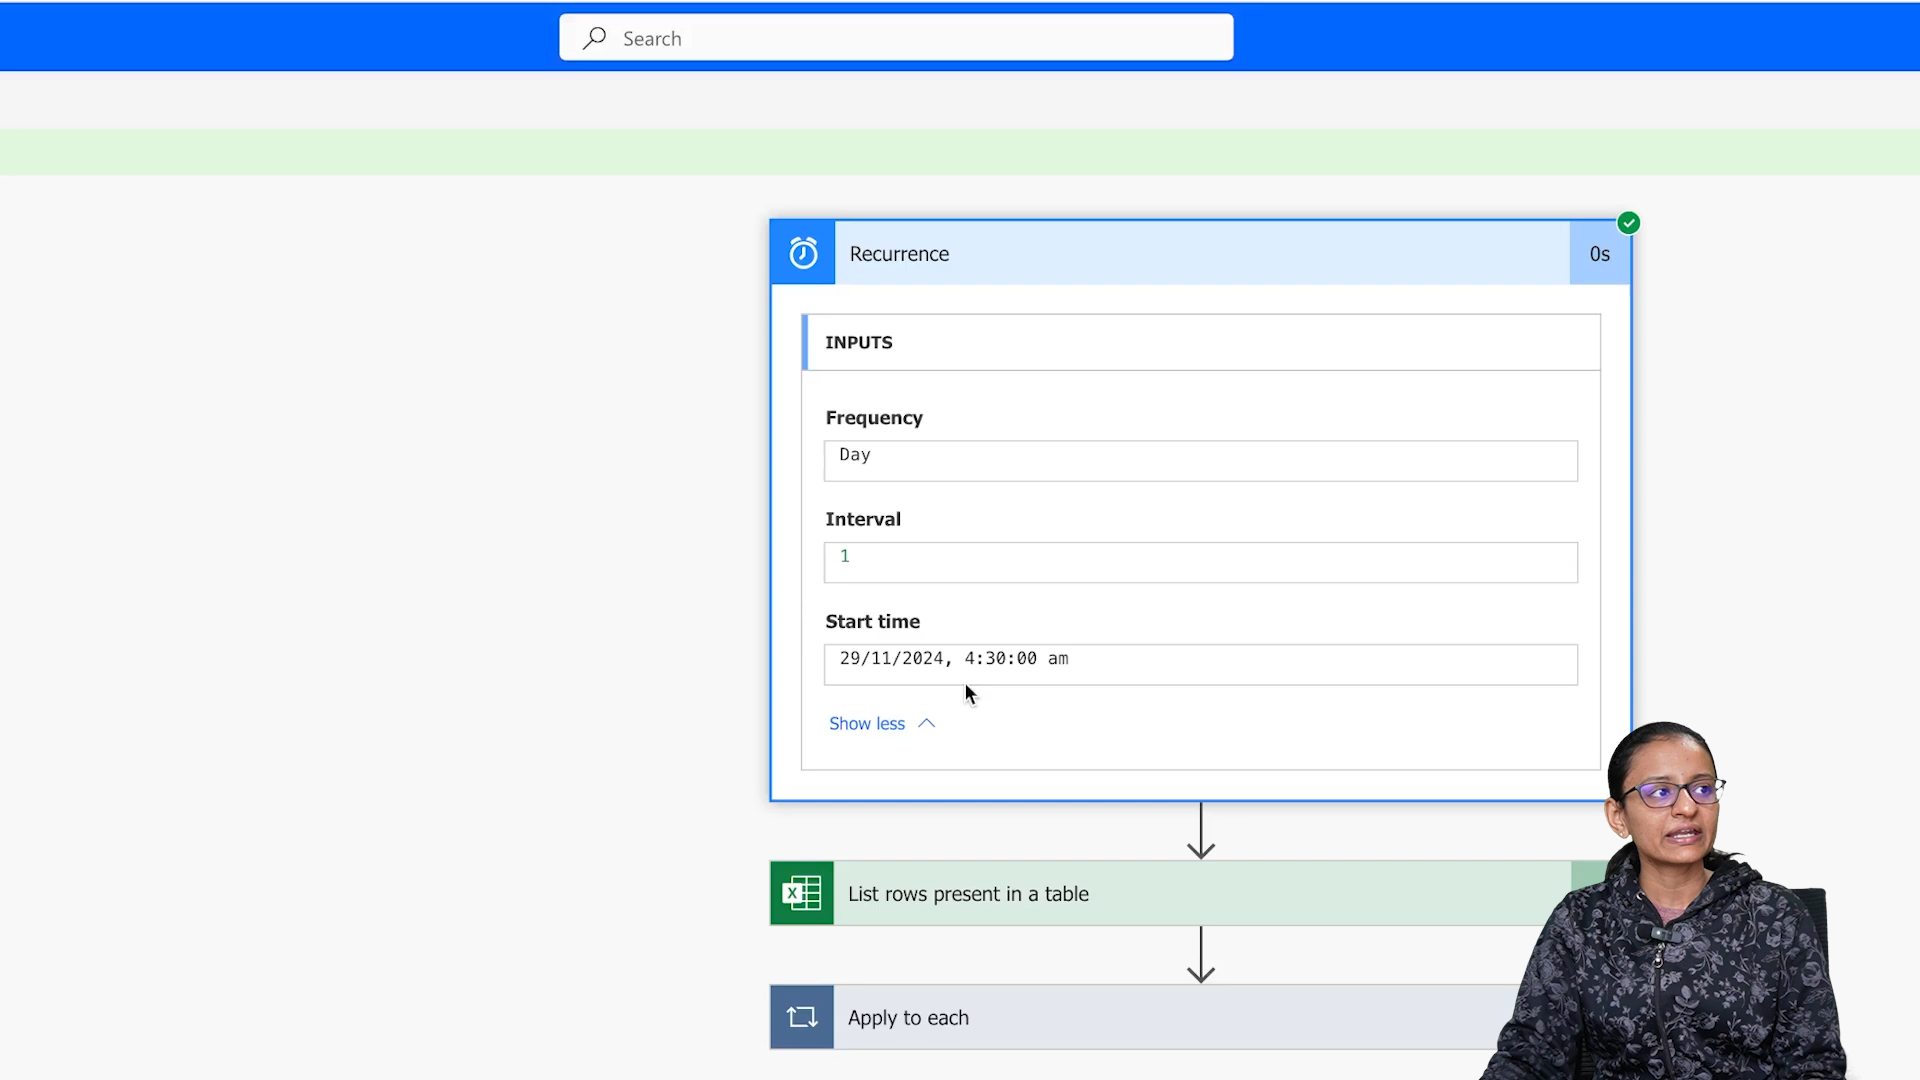 Search
Recurrence
0s
INPUTS
Frequency
Day
Interval
1
Start time
29/11/2024, 4:30:00 am
Show less
List rows present in a table
Apply to each